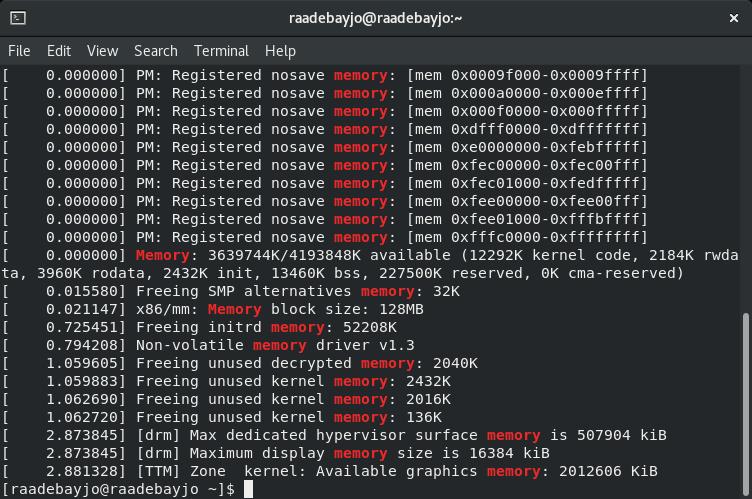 raadebayjo@raadebayjo:~
File Edit View Search Terminal Help
[    0.000000] PM: Registered nosave memory: [mem 0x0009f000-0x0009ffff]
[    0.000000] PM: Registered nosave memory: [mem 0x000a0000-0x000effff]
[    0.000000] PM: Registered nosave memory: [mem 0x000f0000-0x000fffff]
[    0.000000] PM: Registered nosave memory: [mem 0xdfff0000-0xdfffffff]
[    0.000000] PM: Registered nosave memory: [mem 0xe0000000-0xfebfffff]
[    0.000000] PM: Registered nosave memory: [mem 0xfec00000-0xfec00fff]
[    0.000000] PM: Registered nosave memory: [mem 0xfec01000-0xfedfffff]
[    0.000000] PM: Registered nosave memory: [mem 0xfee00000-0xfee00fff]
[    0.000000] PM: Registered nosave memory: [mem 0xfee01000-0xfffbffff]
[    0.000000] PM: Registered nosave memory: [mem 0xfffc0000-0xffffffff]
[    0.000000] Memory: 3639744K/4193848K available (12292K kernel code, 2184K rwda
ta, 3960K rodata, 2432K init, 13460K bss, 227500K reserved, 0K cma-reserved)
[    0.015580] Freeing SMP alternatives memory: 32K
[    0.021147] x86/mm: Memory block size: 128MB
[    0.725451] Freeing initrd memory: 52208K
[    0.794208] Non-volatile memory driver v1.3
[    1.059605] Freeing unused decrypted memory: 2040K
[    1.059883] Freeing unused kernel memory: 2432K
[    1.062690] Freeing unused kernel memory: 2016K
[    1.062720] Freeing unused kernel memory: 136K
[    2.873845] [drm] Max dedicated hypervisor surface memory is 507904 kiB
[    2.873845] [drm] Maximum display memory size is 16384 kiB
[    2.881328] [TTM] Zone  kernel: Available graphics memory: 2012606 KiB
[raadebayjo@raadebayjo ~]$